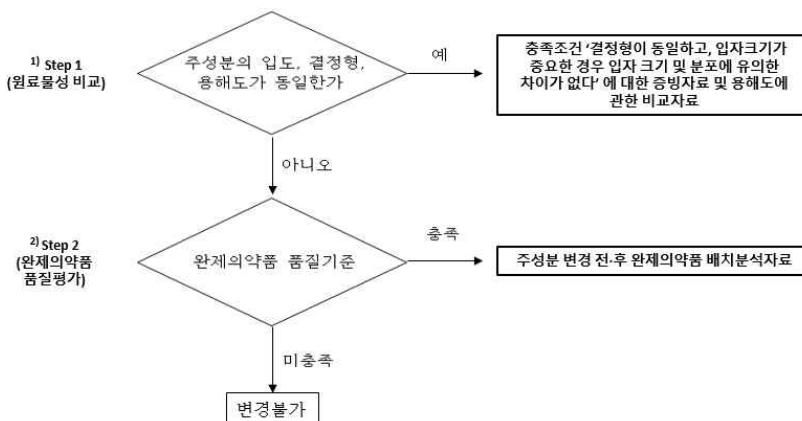 1) Step 1
(원료물성 비교)
주성분의 입도, 결정형,
용해도가 동일한가
예
충족조건 ‘결정형이 동일하고, 입자크기가
중요한 경우 입자 크기 및 분포에 유의한
차이가 없다’ 에 대한 증빙자료 및 용해도에
관한 비교자료
아니오
2) Step 2
(완제의약품
품질평가)
완제의약품 품질기준
충족
주성분 변경 전·후 완제의약품 배치분석자료
미충족
변경불가